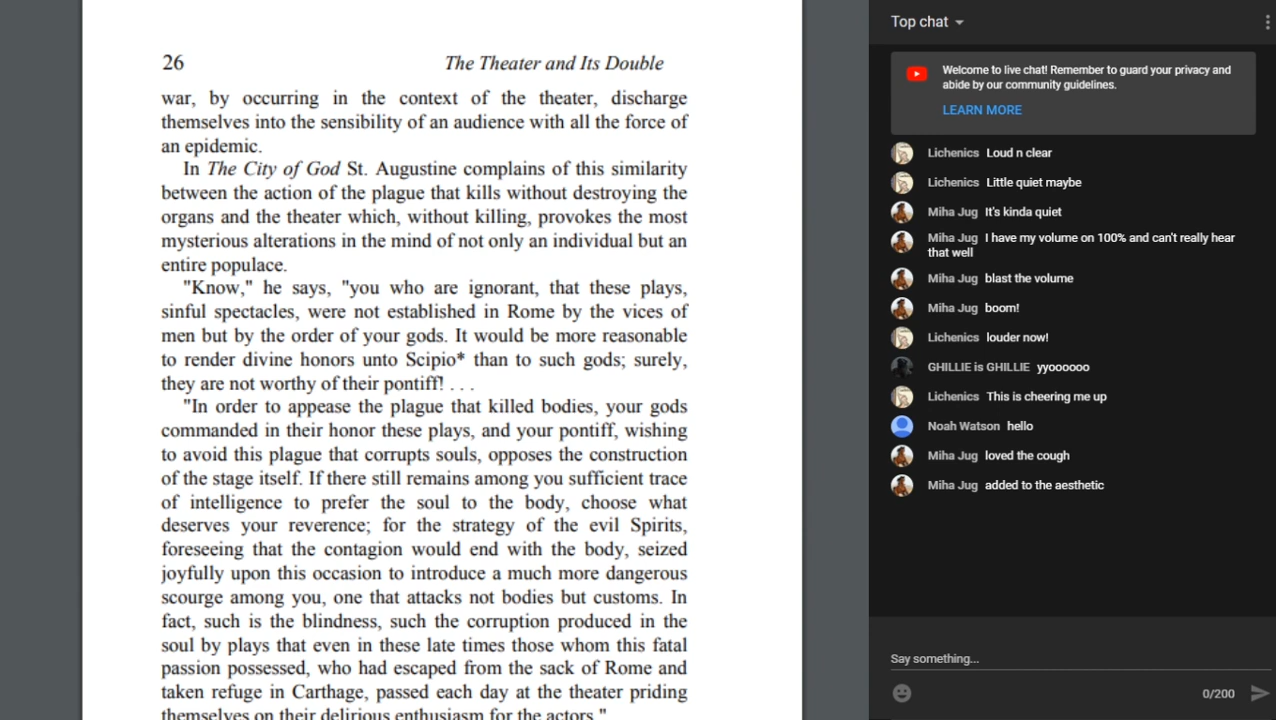 26 The Theater and Its Double
war, by occurring in the context of the theater, discharge
themselves into the sensibility of an audience with all the force of
an epidemic.
In The City of God St. Augustine complains of this similarity
between the action of the plague that kills without destroying the
organs and the theater which, without killing, provokes the most
mysterious alterations in the mind of not only an individual but an
entire populace.
"Know," he says, "you who are ignorant, that these plays,
sinful spectacles, were not established in Rome by the vices of
men but by the order of your gods. It would be more reasonable
to render divine honors unto Scipio* than to such gods; surely,
they are not worthy of their pontiff! . . .
"In order to appease the plague that killed bodies, your gods
commanded in their honor these plays, and your pontiff, wishing
to avoid this plague that corrupts souls, opposes the construction
of the stage itself. If there still remains among you sufficient trace
of intelligence to prefer the soul to the body, choose what
deserves your reverence; for the strategy of the evil Spirits,
foreseeing that the contagion would end with the body, seized
joyfully upon this occasion to introduce a much more dangerous
scourge among you, one that attacks not bodies but customs. In
fact, such is the blindness, such the corruption produced in the
soul by plays that even in these late times those whom this fatal
passion possessed, who had escaped from the sack of Rome and
taken refuge in Carthage, passed each day at the theater priding
themselves on their delirious enthusiasm for the actors."
Top chat
Welcome to live chat! Remember to guard your privacy and
abide by our community guidelines.
LEARN MORE
Lichenics Loud n clear
Lichenics Little quiet maybe
Miha Jug It's kinda quiet
Miha Jug I have my volume on 100% and can't really hear
that well
Miha Jug blast the volume
Miha Jug boom!
Lichenics louder now!
GHILLIE is GHILLIE yyoooooo
Lichenics This is cheering me up
Noah Watson hello
Miha Jug loved the cough
Miha Jug added to the aesthetic
Say something...
0/200